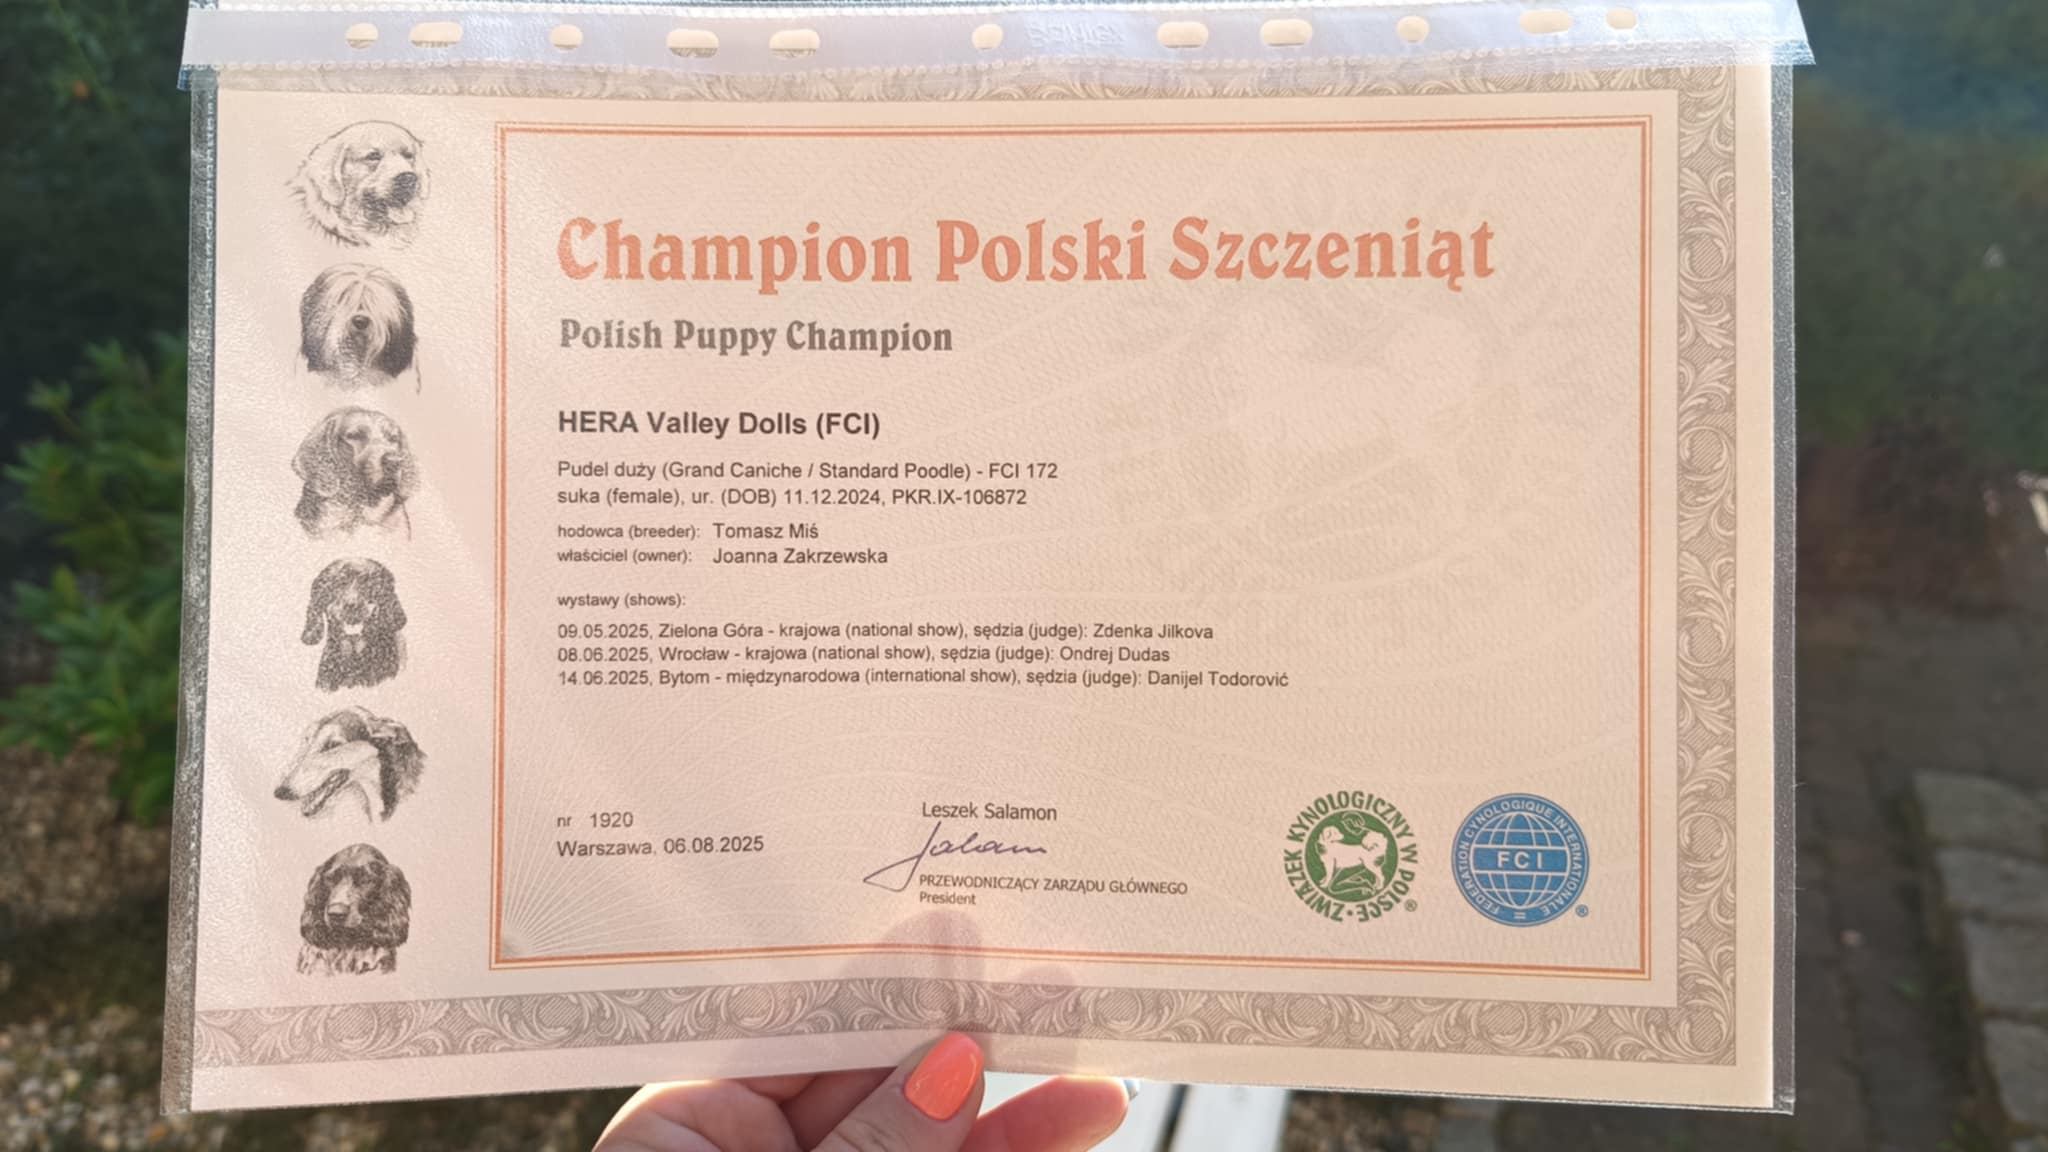 Champion Polski Szczeniąt
Polish Puppy Champion
HERA Valley Dolls (FCI)
Pudel duży (Grand Caniche / Standard Poodle) - FCI 172
suka (female), ur. (DOB) 11.12.2024, PKR.IX-106872
hodowca (breeder): Tomasz Miś
właściciel (owner): Joanna Zakrzewska
wystawy (shows):
09.05.2025, Zielona Góra - krajowa (national show), sędzia (judge): Zdenka Jilkova
08.06.2025, Wrocław - krajowa (national show), sędzia (judge): Ondrej Dudas
14.06.2025, Bytom - międzynarodowa (international show), sędzia (judge): Danijel Todorović
nr 1920
Warszawa, 06.08.2025
Leszek Salamon
Salamon
PRZEWODNICZĄCY ZARZĄDU GŁÓWNEGO
President
ZWIĄZEK KYNOLOGICZNY W POLSCE ®
FEDERATION CYNOLOGIQUE INTERNATIONALE
FCI
®